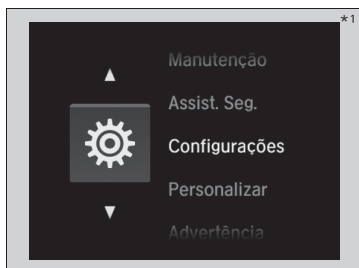 *1
Manutenção
Assist. Seg.
Configurações
Personalizar
Advertência